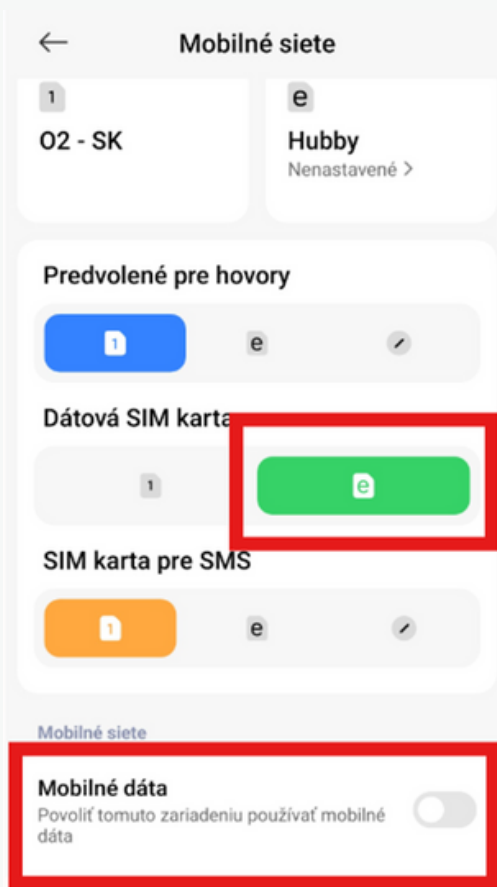 Mobilné siete
1
e
O2 - SK
Hubby
Nenastavené >
Predvolené pre hovory
1
e
Dátová SIM karta
1
e
SIM karta pre SMS
1
e
Mobilné siete
Mobilné dáta
Povoliť tomuto zariadeniu používať mobilné
dáta